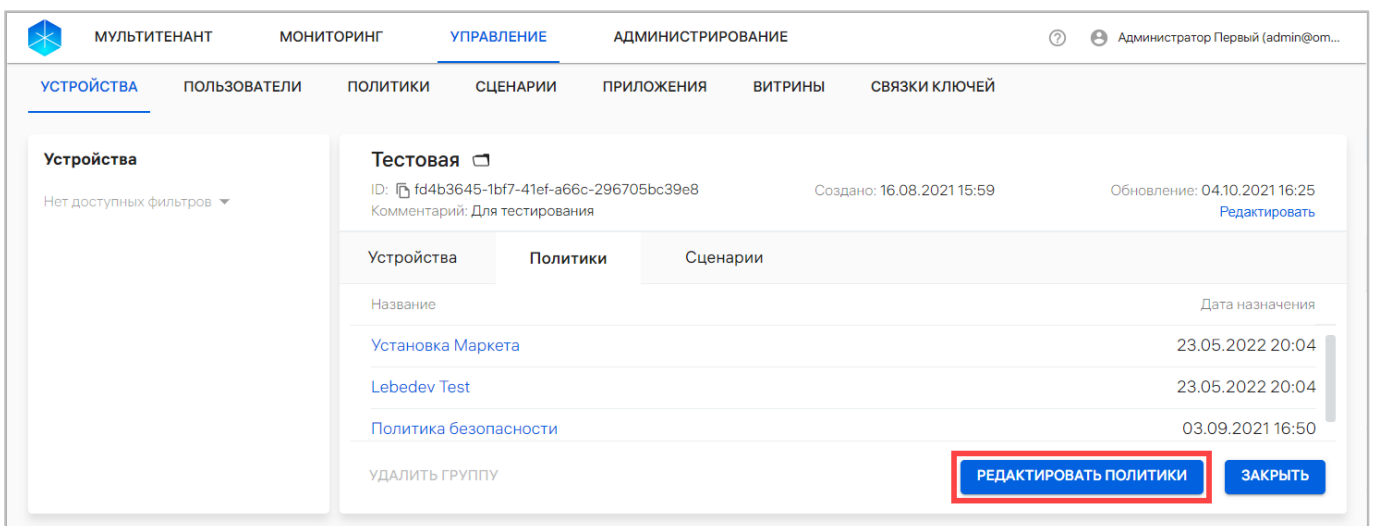 МУЛЬТИТЕНАНТ МОНИТОРИНГ УПРАВЛЕНИЕ АДМИНИСТРИРОВАНИЕ Администратор Первый (admin@om...
УСТРОЙСТВА ПОЛЬЗОВАТЕЛИ ПОЛИТИКИ СЦЕНАРИИ ПРИЛОЖЕНИЯ ВИТРИНЫ СВЯЗКИ КЛЮЧЕЙ
Устройства
Нет доступных фильтров
Тестовая
ID: fd4b3645-1bf7-41ef-a66c-296705bc39e8 Создано: 16.08.2021 15:59 Обновление: 04.10.2021 16:25
Комментарий: Для тестирования Редактировать
Устройства Политики Сценарии
Название Дата назначения
Установка Маркета 23.05.2022 20:04
Lebedev Test 23.05.2022 20:04
Политика безопасности 03.09.2021 16:50
УДАЛИТЬ ГРУППУ РЕДАКТИРОВАТЬ ПОЛИТИКИ ЗАКРЫТЬ